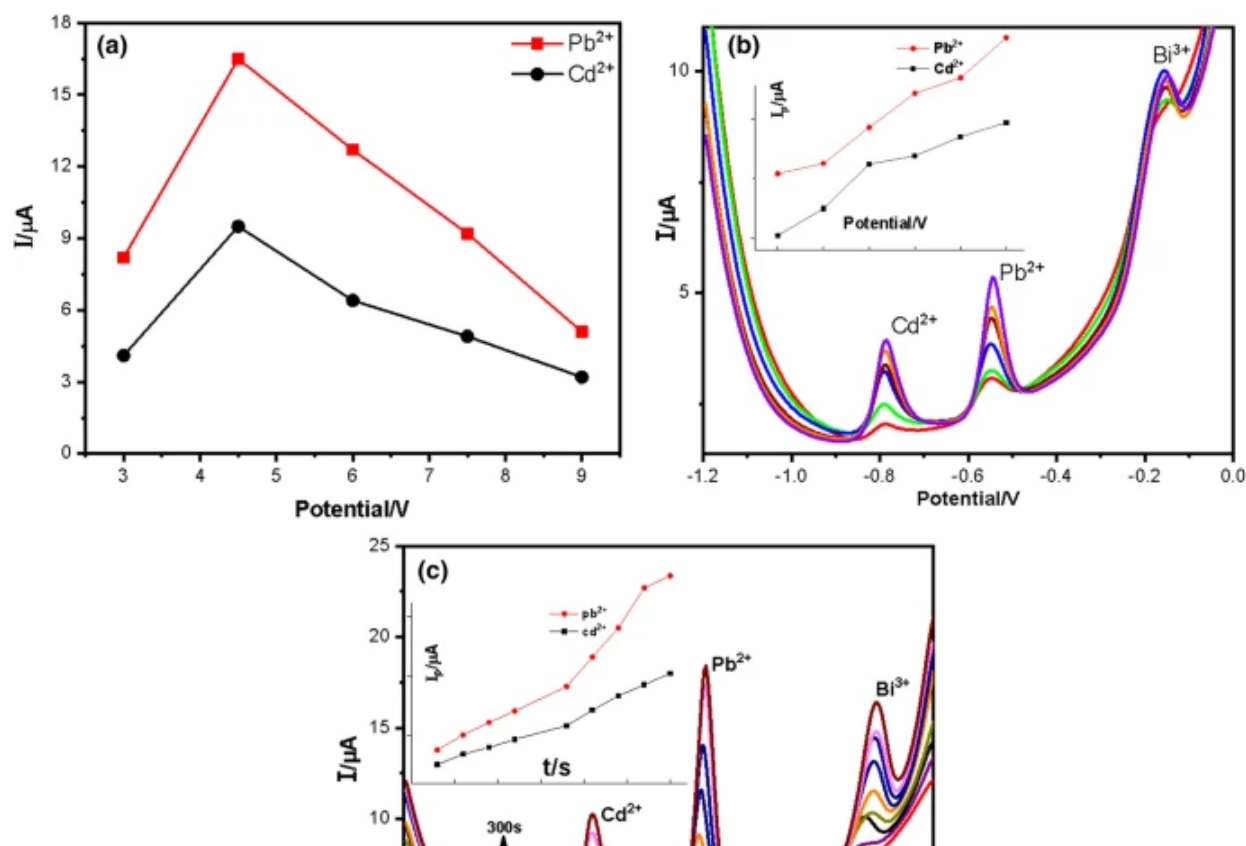 (a)
Pb²⁺
Cd²⁺
18
15
12
9
6
3
0
I/µA
3 4 5 6 7 8 9
Potential/V
(b)
Pb²⁺
Cd²⁺
Iₚ/µA
Potential/V
Bi³⁺
Pb²⁺
Cd²⁺
10
5
I/µA
-1.2 -1.0 -0.8 -0.6 -0.4 -0.2 0.0
Potential/V
(c)
pb²⁺
cd²⁺
Iₚ/µA
t/s
Pb²⁺
Bi³⁺
Cd²⁺
300s
25
20
15
10
I/µA